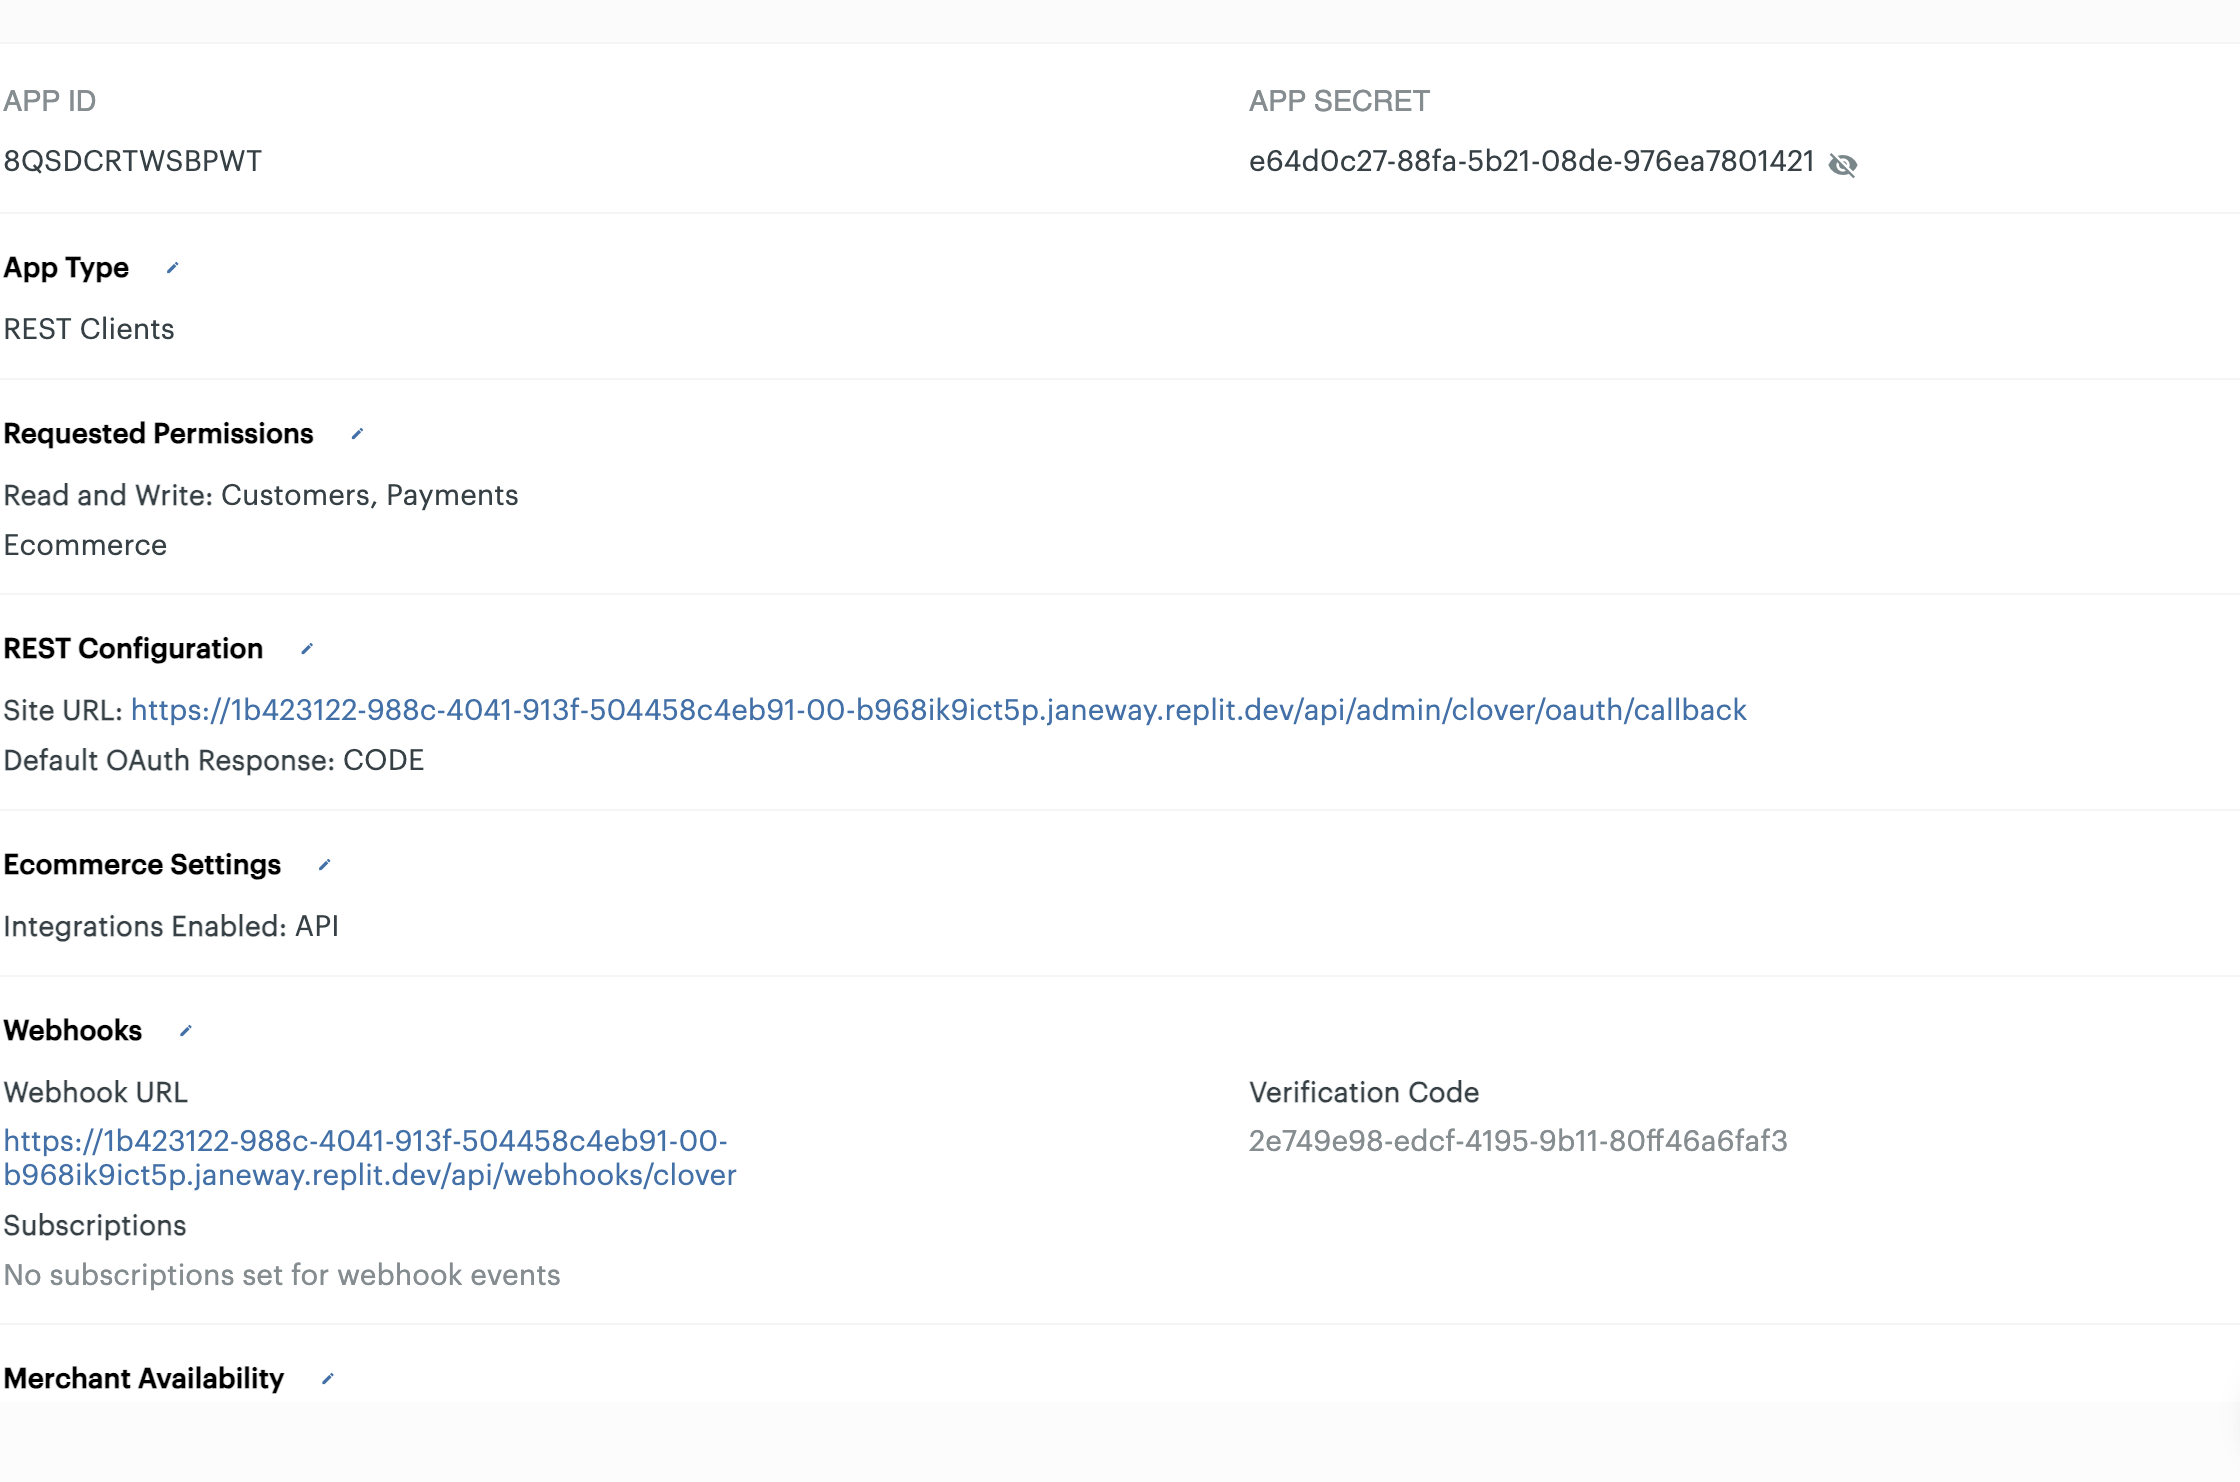 APP ID
APP SECRET
8QSDCRTWSBPWT
e64d0c27-88fa-5b21-08de-976ea7801421
App Type
REST Clients
Requested Permissions
Read and Write: Customers, Payments
Ecommerce
REST Configuration
Site URL: https://1b423122-988c-4041-913f-504458c4eb91-00-b968ik9ict5p.janeway.replit.dev/api/admin/clover/oauth/callback
Default OAuth Response: CODE
Ecommerce Settings
Integrations Enabled: API
Webhooks
Webhook URL
Verification Code
https://1b423122-988c-4041-913f-504458c4eb91-00-
2e749e98-edcf-4195-9b11-80ff46a6faf3
b968ik9ict5p.janeway.replit.dev/api/webhooks/clover
Subscriptions
No subscriptions set for webhook events
Merchant Availability